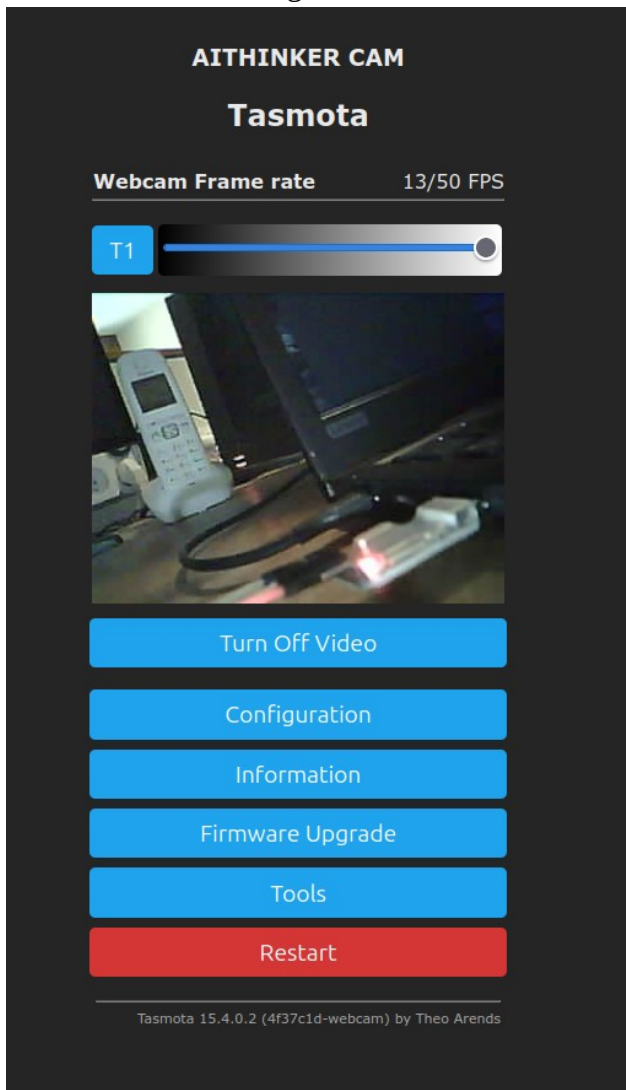 AITHINKER CAM
Tasmota
Webcam Frame rate 13/50 FPS
T1
Turn Off Video
Configuration
Information
Firmware Upgrade
Tools
Restart
Tasmota 15.4.0.2 (4f37c1d-webcam) by Theo Arends